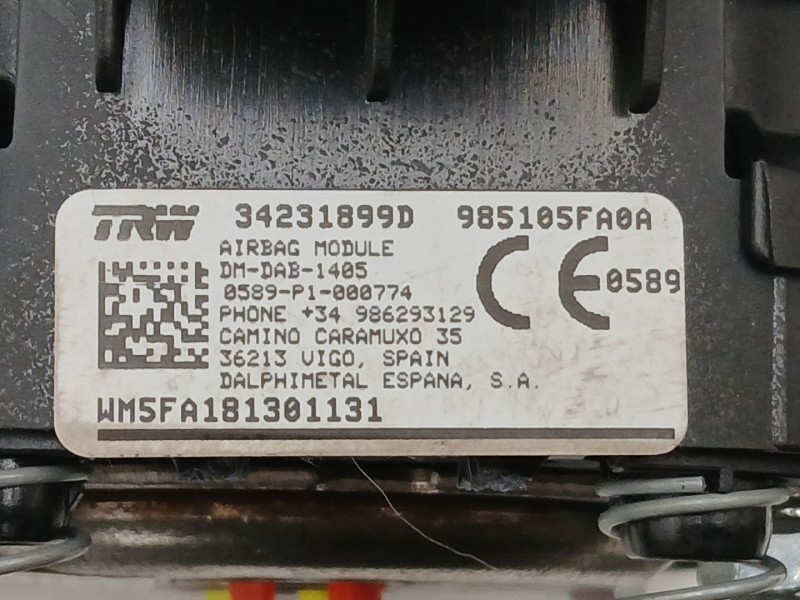 TRW 34231899D 985105FA0A
AIRBAG MODULE
DM-DAB-1405
CE 0589
0589-P1-000774
PHONE +34 986293129
CAMINO CARAMUXO 35
36213 VIGO, SPAIN
DALPHIMETAL ESPANA, S.A.
WM5FA181301131